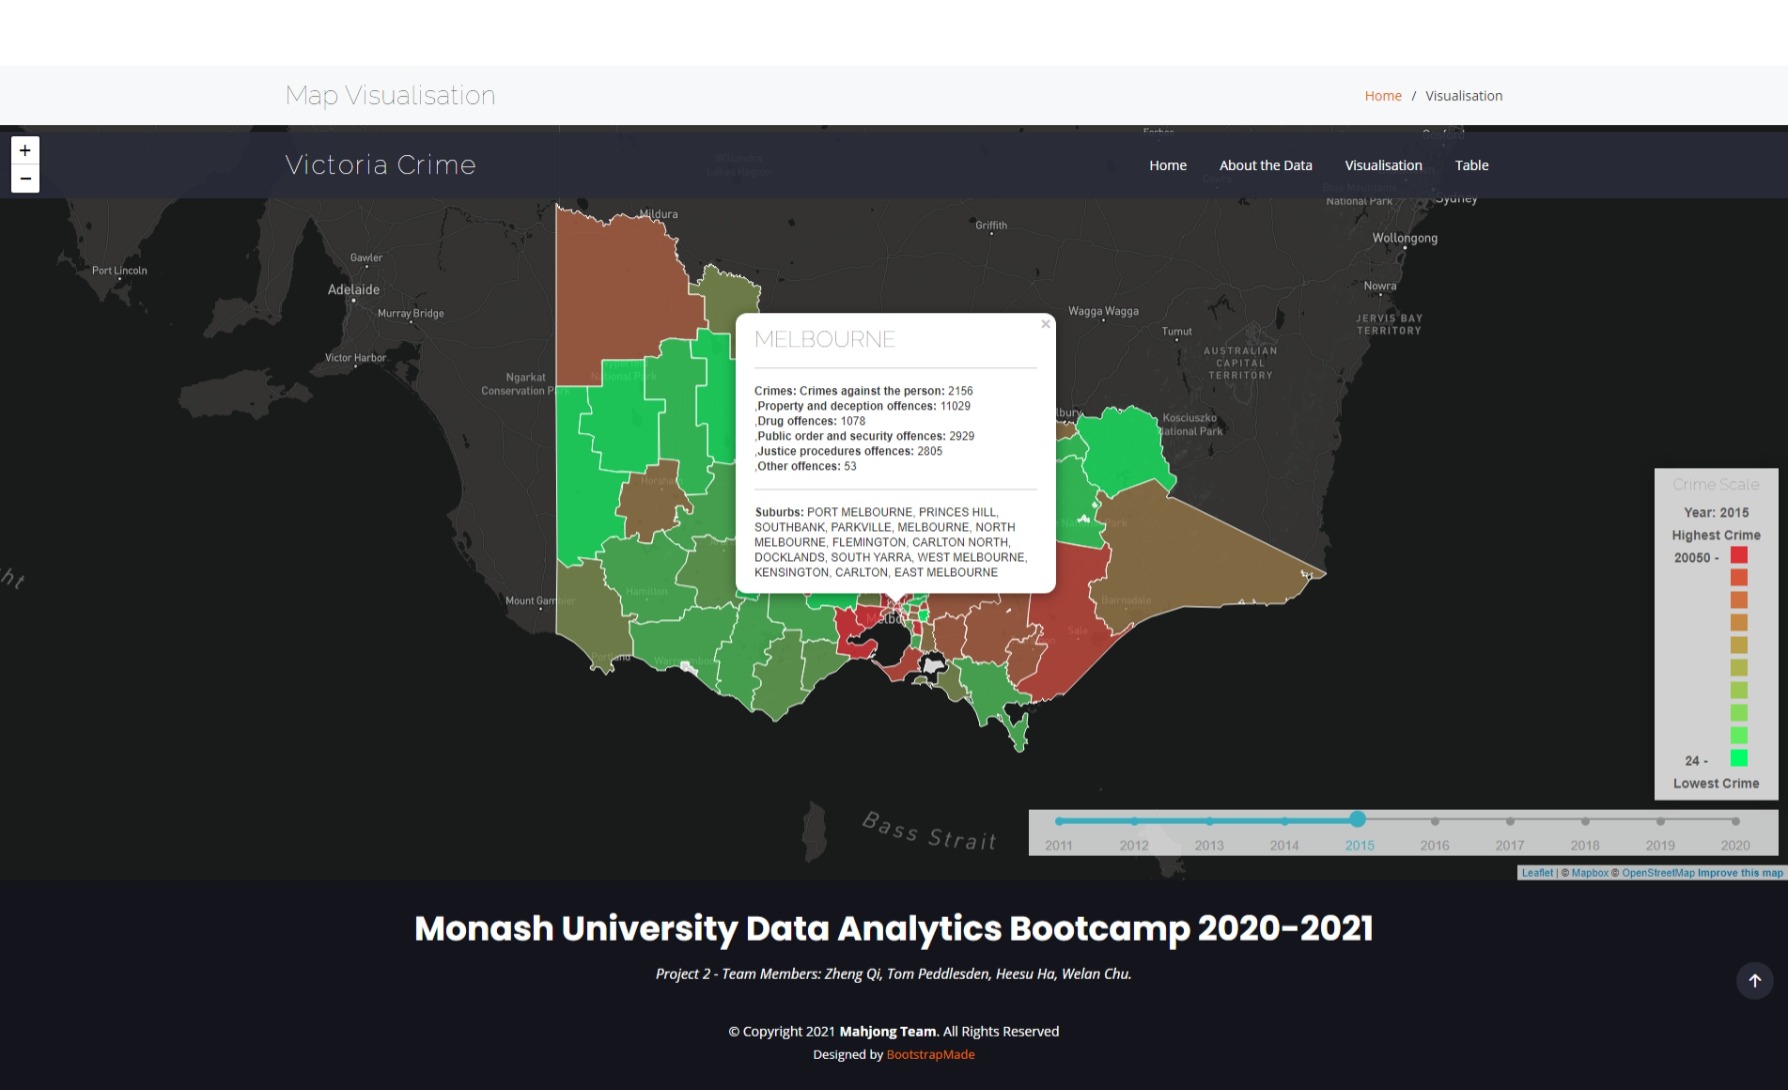 Map Visualisation
Home / Visualisation
+
−
Victoria Crime
Home
About the Data
Visualisation
Table
National Park
Sydney
Mildura
Griffith
Wollongong
Gawler
Port Lincoln
Adelaide
Nowra
Murray Bridge
Wagga Wagga
JERVIS BAY
TERRITORY
Tumut
Victor Harbor
AUSTRALIAN
CAPITAL
TERRITORY
Ngarkat
Conservation Park
National Park
Kosciuszko
National Park
Horsham
Hamilton
Mount Gambier
Bairnsdale
Sale
Portland
Bass Strait
MELBOURNE
×
Crimes: Crimes against the person: 2156
,Property and deception offences: 11029
,Drug offences: 1078
,Public order and security offences: 2929
,Justice procedures offences: 2805
,Other offences: 53
Suburbs: PORT MELBOURNE, PRINCES HILL,
SOUTHBANK, PARKVILLE, MELBOURNE, NORTH
MELBOURNE, FLEMINGTON, CARLTON NORTH,
DOCKLANDS, SOUTH YARRA, WEST MELBOURNE,
KENSINGTON, CARLTON, EAST MELBOURNE
Crime Scale
Year: 2015
Highest Crime
20050 -
24 -
Lowest Crime
2011 2012 2013 2014 2015 2016 2017 2018 2019 2020
Leaflet | © Mapbox © OpenStreetMap Improve this map
Monash University Data Analytics Bootcamp 2020-2021
Project 2 - Team Members: Zheng Qi, Tom Peddlesden, Heesu Ha, Welan Chu.
© Copyright 2021 Mahjong Team. All Rights Reserved
Designed by BootstrapMade